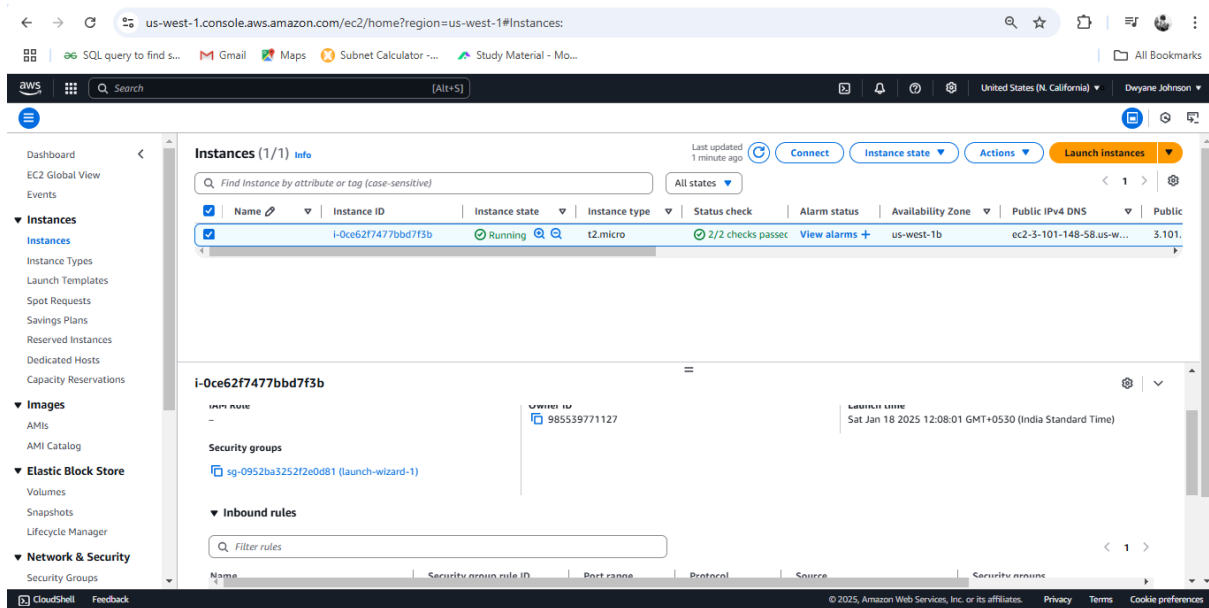 us-west-1.console.aws.amazon.com/ec2/home?region=us-west-1#Instances:
SQL query to find s... Gmail Maps Subnet Calculator -... Study Material - Mo... All Bookmarks
aws Search [Alt+S] United States (N. California) Dwyane Johnson
Dashboard
EC2 Global View
Events
Instances
Instances
Instance Types
Launch Templates
Spot Requests
Savings Plans
Reserved Instances
Dedicated Hosts
Capacity Reservations
Images
AMIs
AMI Catalog
Elastic Block Store
Volumes
Snapshots
Lifecycle Manager
Network & Security
Security Groups
Instances (1/1) Info
Last updated
1 minute ago
Connect Instance state Actions Launch instances
Find Instance by attribute or tag (case-sensitive) All states 1
Name Instance ID Instance state Instance type Status check Alarm status Availability Zone Public IPv4 DNS Public
i-0ce62f7477bbd7f3b Running t2.micro 2/2 checks passed View alarms + us-west-1b ec2-3-101-148-58.us-w... 3.101.
i-0ce62f7477bbd7f3b
IAM Role Owner ID Launch time
– 985539771127 Sat Jan 18 2025 12:08:01 GMT+0530 (India Standard Time)
Security groups
sg-0952ba3252f2e0d81 (launch-wizard-1)
Inbound rules
Filter rules 1
Name Security group rule ID Port range Protocol Source Security groups
CloudShell Feedback © 2025, Amazon Web Services, Inc. or its affiliates. Privacy Terms Cookie preferences